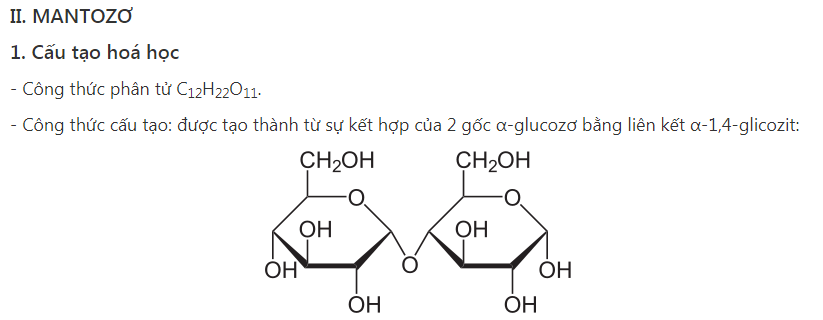 II. MANTOZƠ
1. Cấu tạo hoá học
- Công thức phân tử C₁₂H₂₂O₁₁.
- Công thức cấu tạo: được tạo thành từ sự kết hợp của 2 gốc α-glucozơ bằng liên kết α-1,4-glicozit:
CH₂OH CH₂OH
O O
OH OH
OH O OH
OH OH